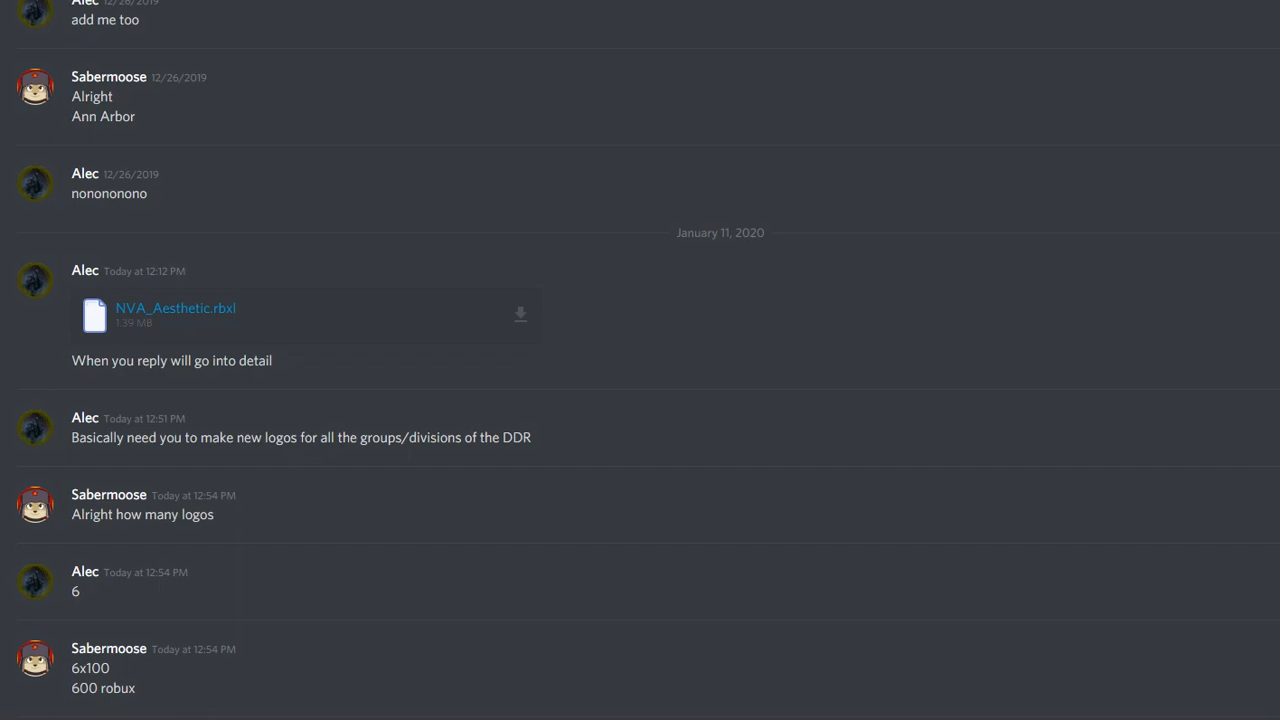 Alec 12/26/2019
add me too
Sabermoose 12/26/2019
Alright
Ann Arbor
Alec 12/26/2019
nonononono
January 11, 2020
Alec Today at 12:12 PM
NVA_Aesthetic.rbxl
1.39 MB
When you reply will go into detail
Alec Today at 12:51 PM
Basically need you to make new logos for all the groups/divisions of the DDR
Sabermoose Today at 12:54 PM
Alright how many logos
Alec Today at 12:54 PM
6
Sabermoose Today at 12:54 PM
6x100
600 robux